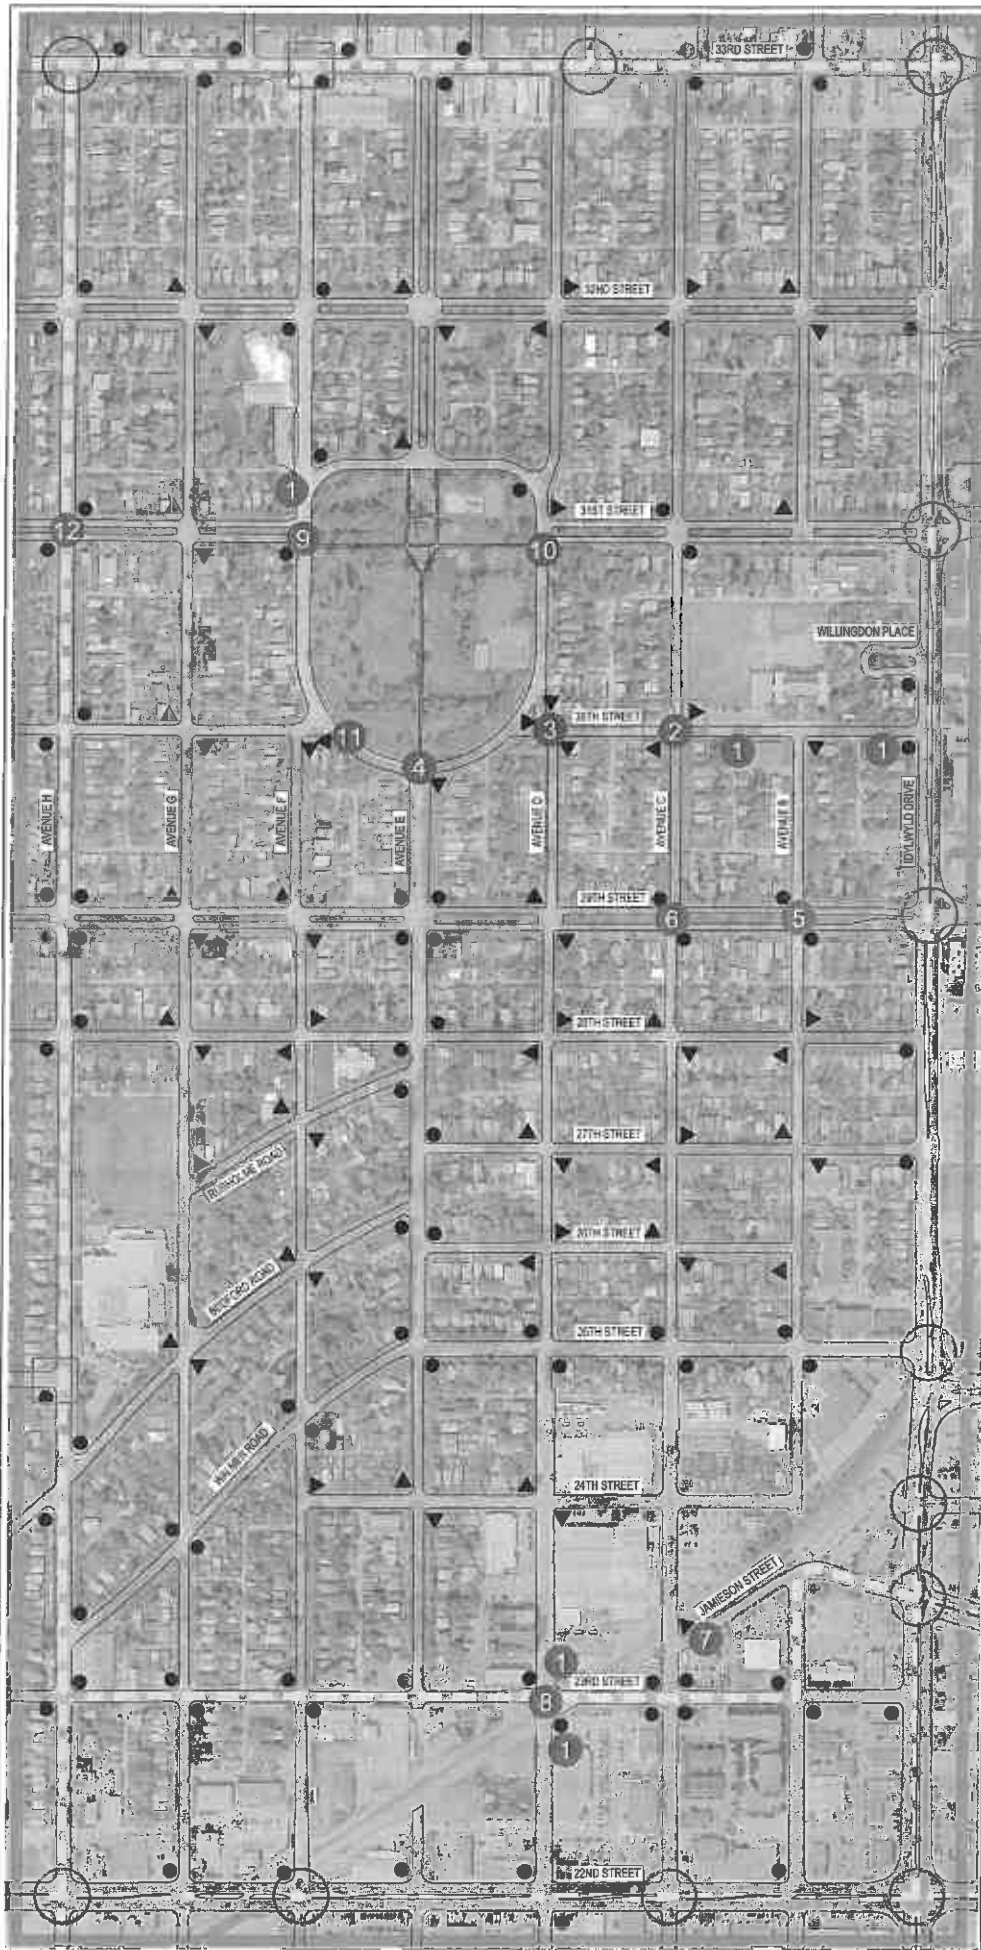 33RD STREET
32ND STREET
1
31ST STREET
12
9
10
WILLINGDON PLACE
30TH STREET
3
2
11
1
1
4
AVENUE H
AVENUE G
AVENUE F
AVENUE E
AVENUE D
AVENUE C
AVENUE B
IDYLWYLD DRIVE
29TH STREET
6
5
28TH STREET
27TH STREET
RUSHOLME ROAD
26TH STREET
BEDFORD ROAD
25TH STREET
24TH STREET
JAMIESON STREET
7
1
23RD STREET
8
1
22ND STREET